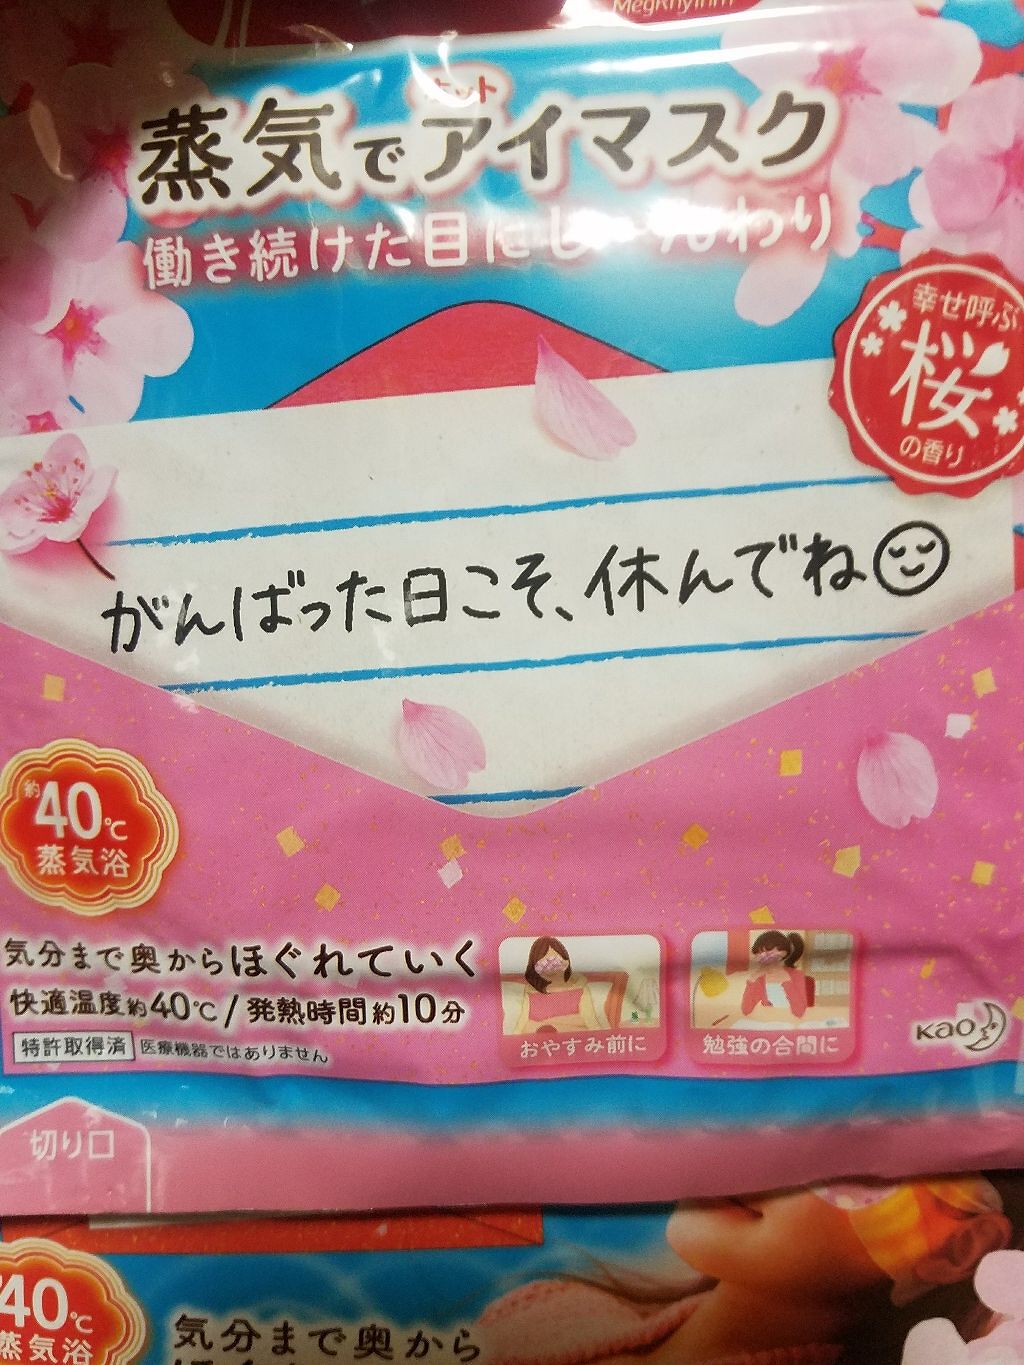 MegRhythm
ホット
蒸気でアイマスク
働き続けた目にじんわり
幸せ呼ぶ
桜
の香り
がんばった日こそ、休んでね
約40℃
蒸気浴
気分まで奥からほぐれていく
快適温度約40℃/発熱時間約10分
特許取得済 医療機器ではありません
おやすみ前に
勉強の合間に
Kao
切り口
40℃
蒸気浴
気分まで奥から